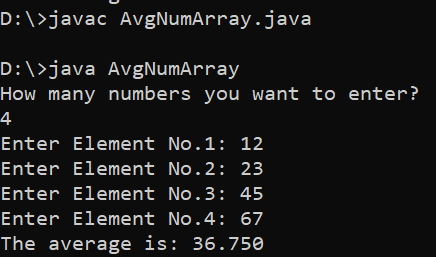 D:\>javac AvgNumArray.java
D:\>java AvgNumArray
How many numbers you want to enter?
4
Enter Element No.1: 12
Enter Element No.2: 23
Enter Element No.3: 45
Enter Element No.4: 67
The average is: 36.750